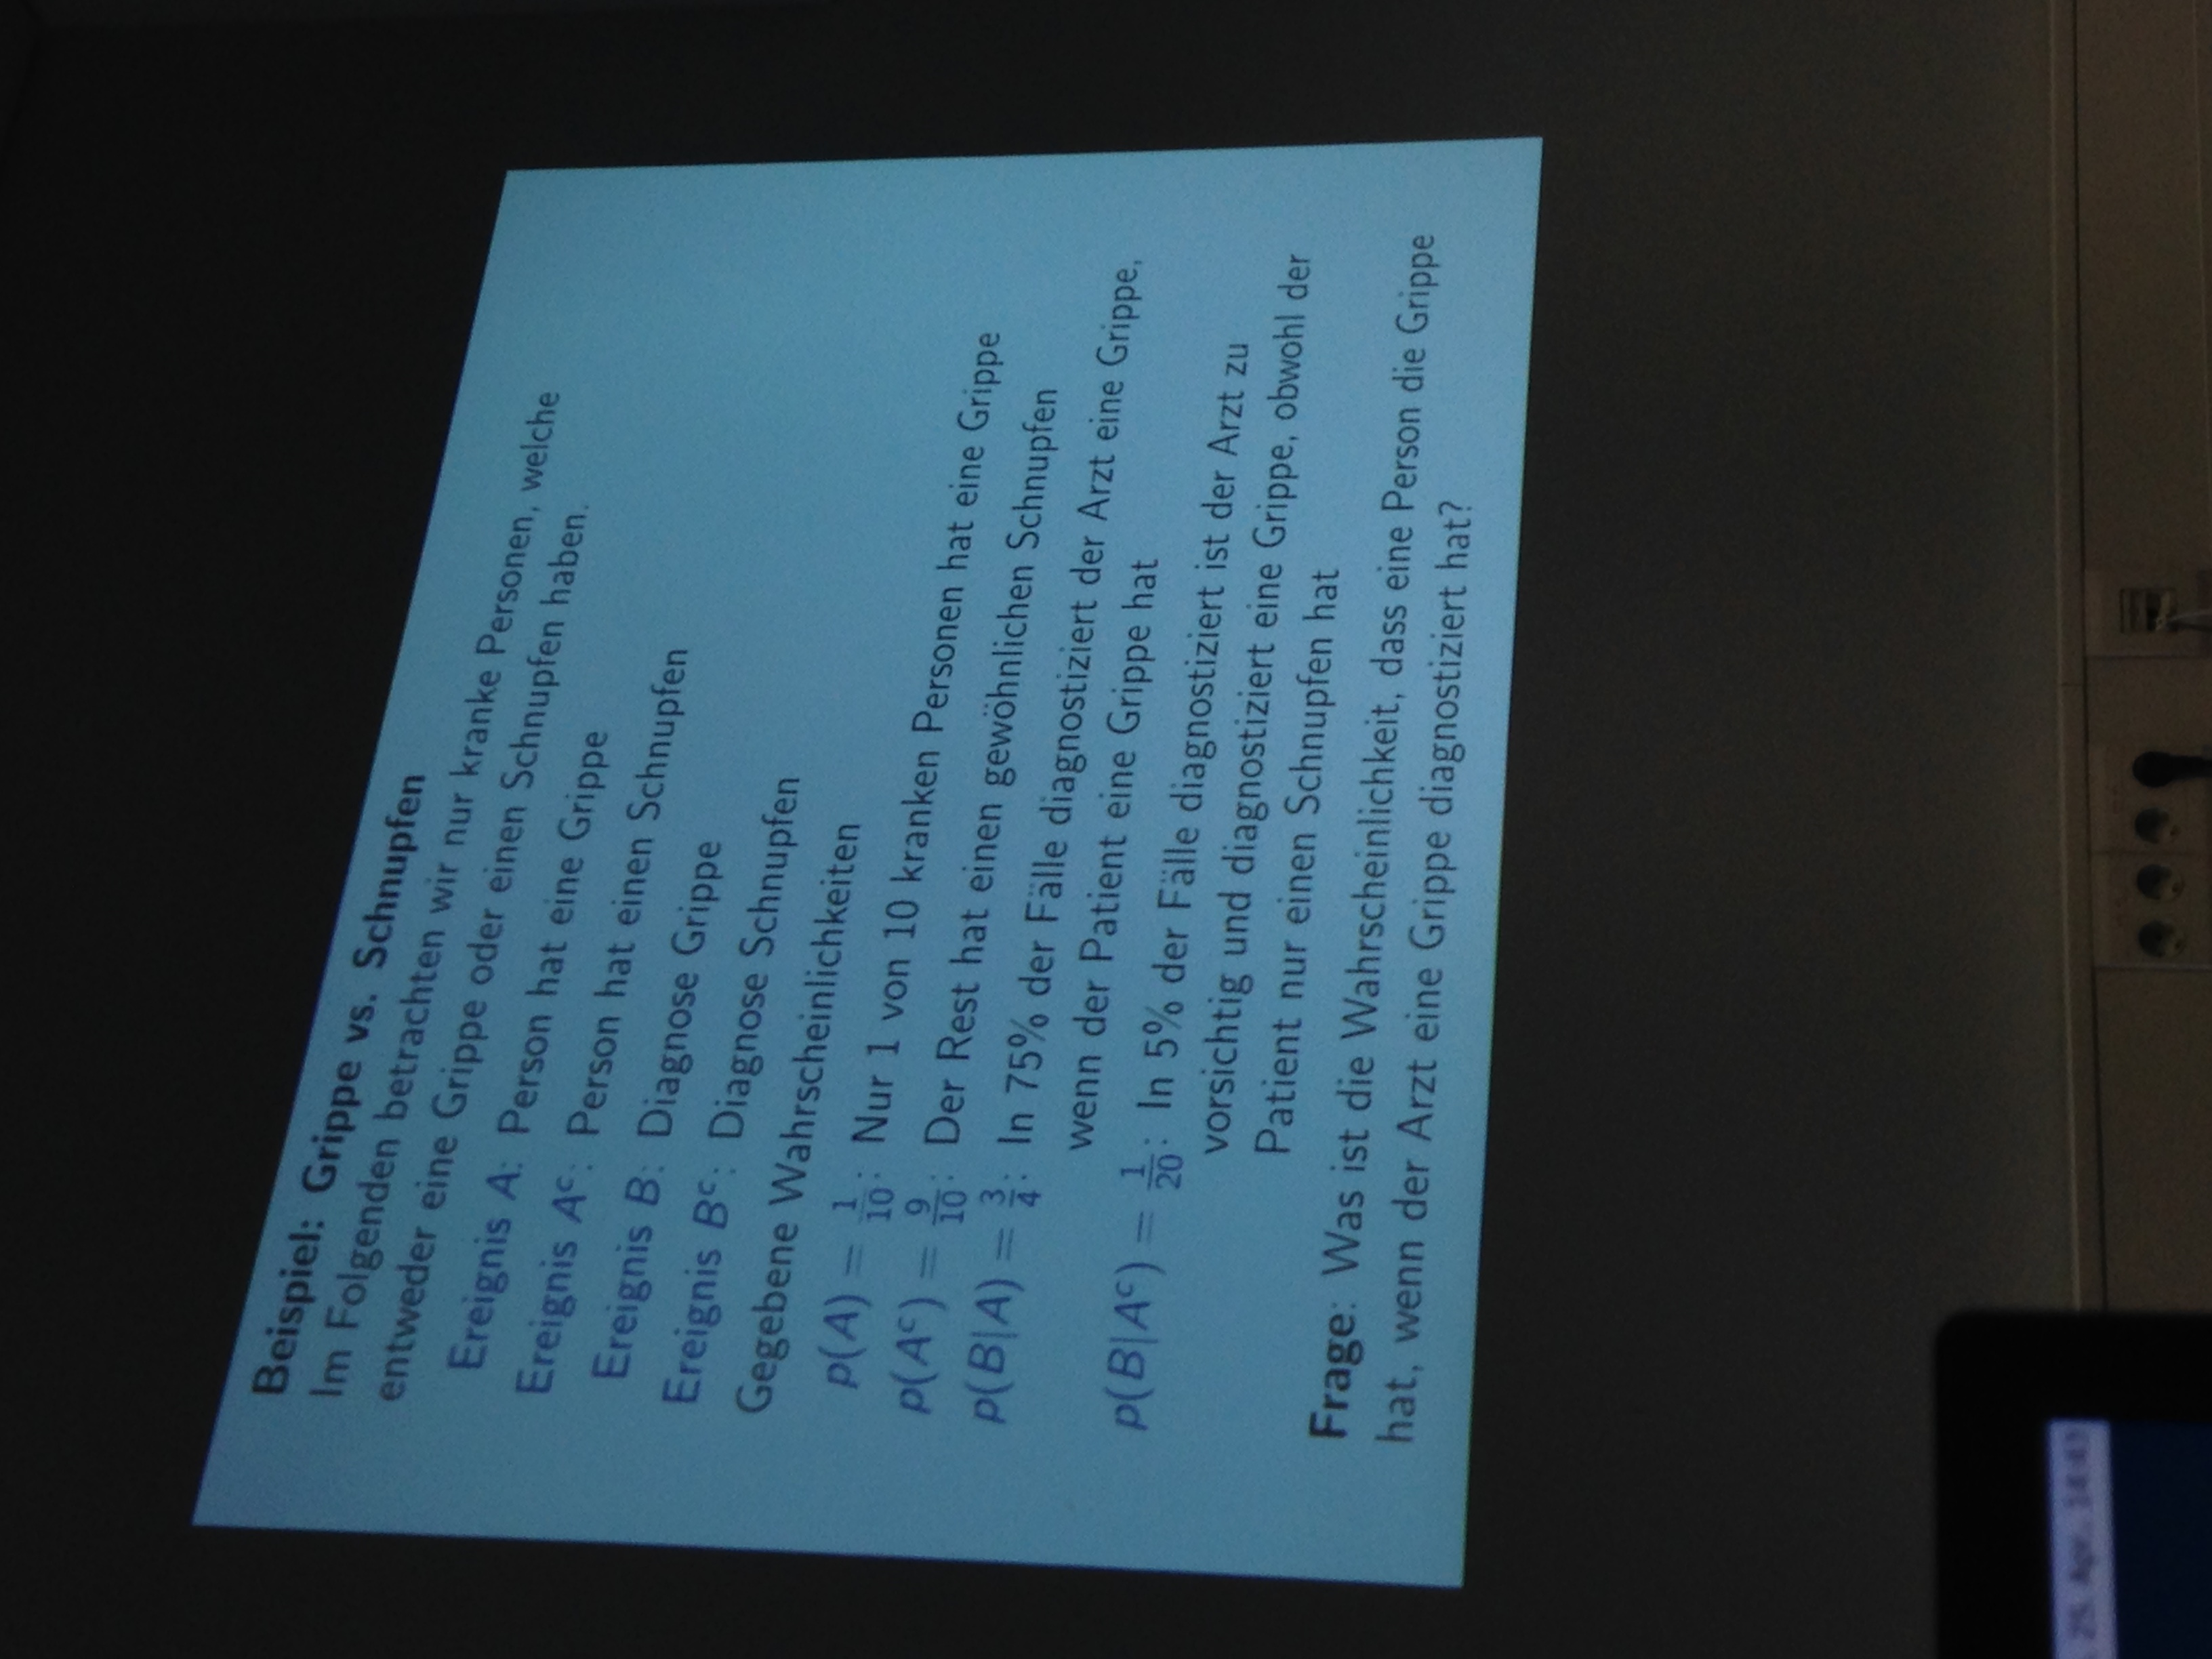 Beispiel: Grippe vs. Schnupfen
Im Folgenden betrachten wir nur kranke Personen, welche
entweder eine Grippe oder einen Schnupfen haben.
Ereignis A: Person hat eine Grippe
Ereignis Aᶜ: Person hat einen Schnupfen
Ereignis B: Diagnose Grippe
Ereignis Bᶜ: Diagnose Schnupfen
Gegebene Wahrscheinlichkeiten
p(A) = 1/10: Nur 1 von 10 kranken Personen hat eine Grippe
p(Aᶜ) = 9/10: Der Rest hat einen gewöhnlichen Schnupfen
p(B|A) = 3/4: In 75% der Fälle diagnostiziert der Arzt eine Grippe,
wenn der Patient eine Grippe hat
p(B|Aᶜ) = 1/20: In 5% der Fälle diagnostiziert ist der Arzt zu
vorsichtig und diagnostiziert eine Grippe, obwohl der
Patient nur einen Schnupfen hat
Frage: Was ist die Wahrscheinlichkeit, dass eine Person die Grippe
hat, wenn der Arzt eine Grippe diagnostiziert hat?
25. Apr., 14:43